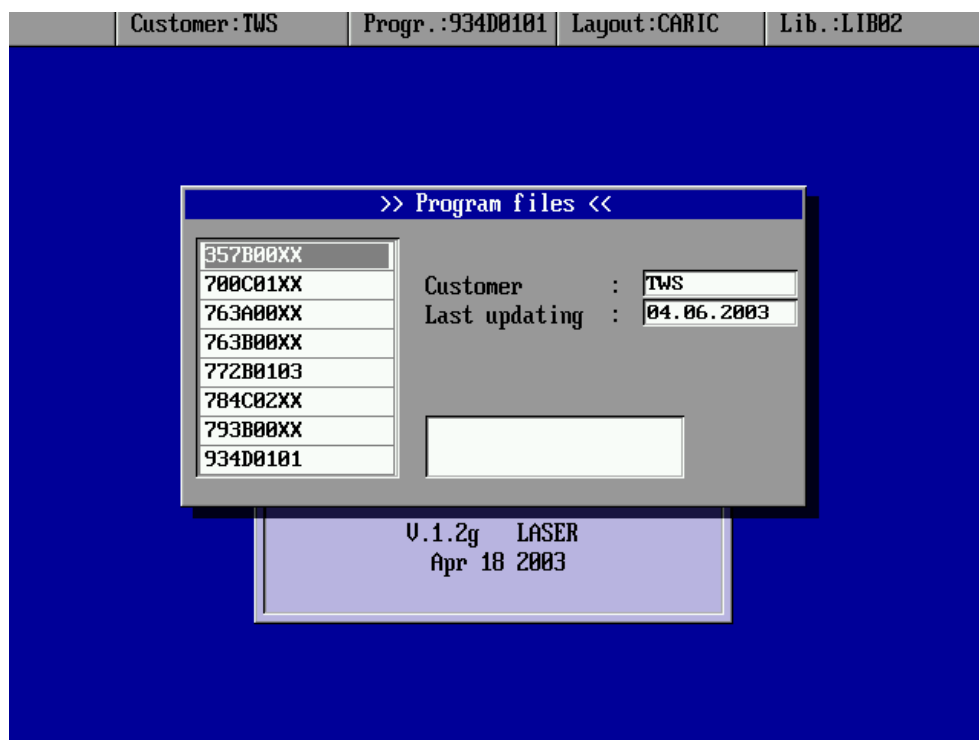 Customer:TWS Progr.:934D0101 Layout:CARIC Lib.:LIB02
>> Program files <<
357B00XX
700C01XX
763A00XX
763B00XX
772B0103
784C02XX
793B00XX
934D0101
Customer : TWS
Last updating : 04.06.2003
V.1.2g LASER
Apr 18 2003